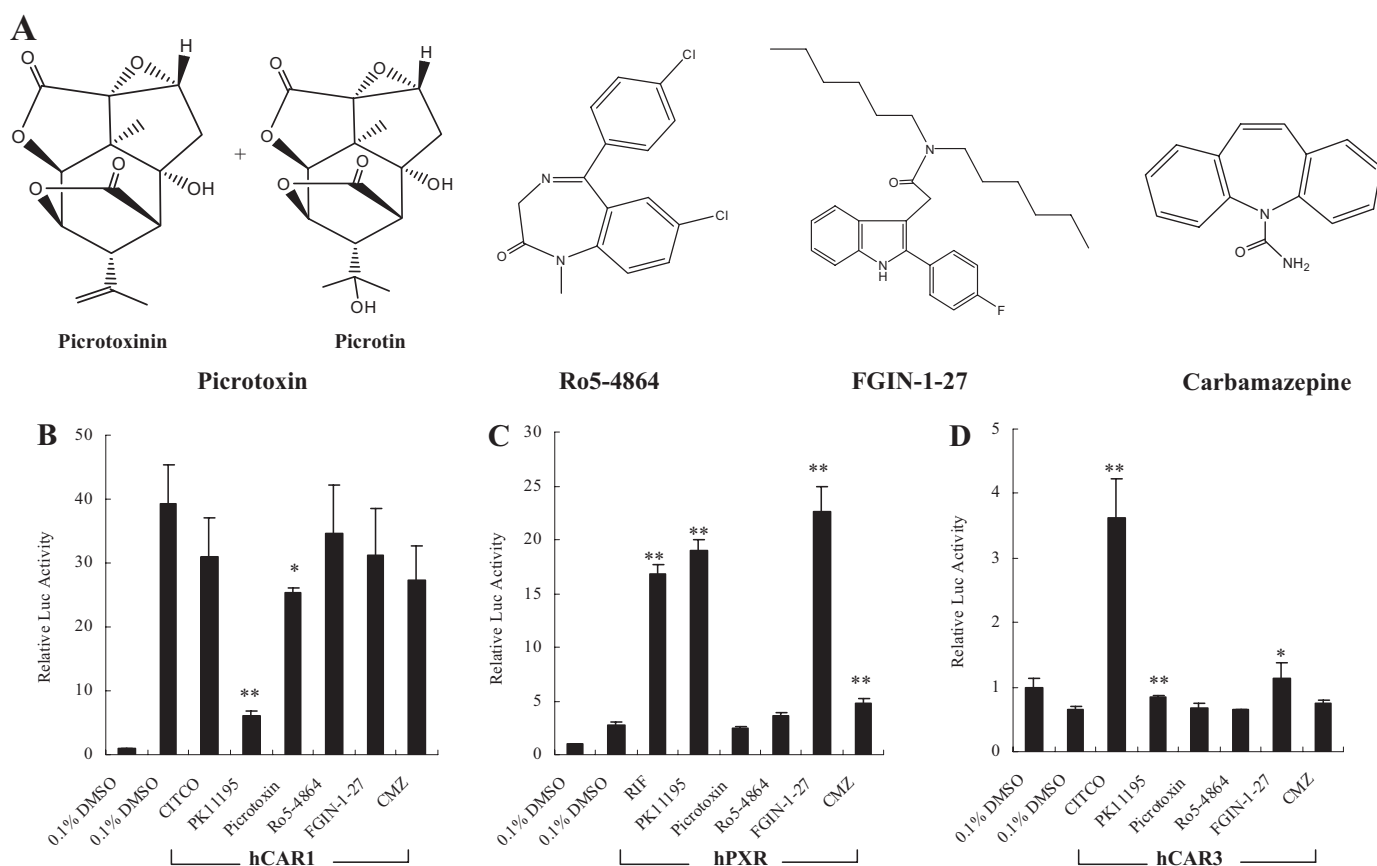 A
O
O
H
O
O
O
OH
Picrotoxinin
+
O
O
H
O
O
O
OH
OH
Picrotin
Picrotoxin
Cl
N
Cl
O
N
Ro5-4864
N
O
N
H
F
FGIN-1-27
N
O
NH2
Carbamazepine
B
Relative Luc Activity
50
40
30
20
10
0
**
*
0.1% DMSO
0.1% DMSO
CITCO
PK11195
Picrotoxin
Ro5-4864
FGIN-1-27
CMZ
hCAR1
C
Relative Luc Activity
30
25
20
15
10
5
0
**
**
**
**
0.1% DMSO
0.1% DMSO
RIF
PK11195
Picrotoxin
Ro5-4864
FGIN-1-27
CMZ
hPXR
D
Relative Luc Activity
5
4
3
2
1
0
**
**
*
0.1% DMSO
0.1% DMSO
CITCO
PK11195
Picrotoxin
Ro5-4864
FGIN-1-27
CMZ
hCAR3